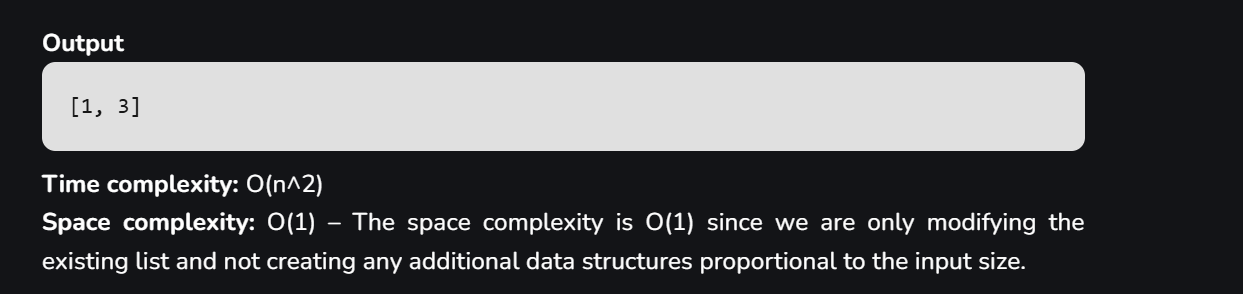 Output
[1, 3]
Time complexity: O(n^2)
Space complexity: O(1) – The space complexity is O(1) since we are only modifying the
existing list and not creating any additional data structures proportional to the input size.